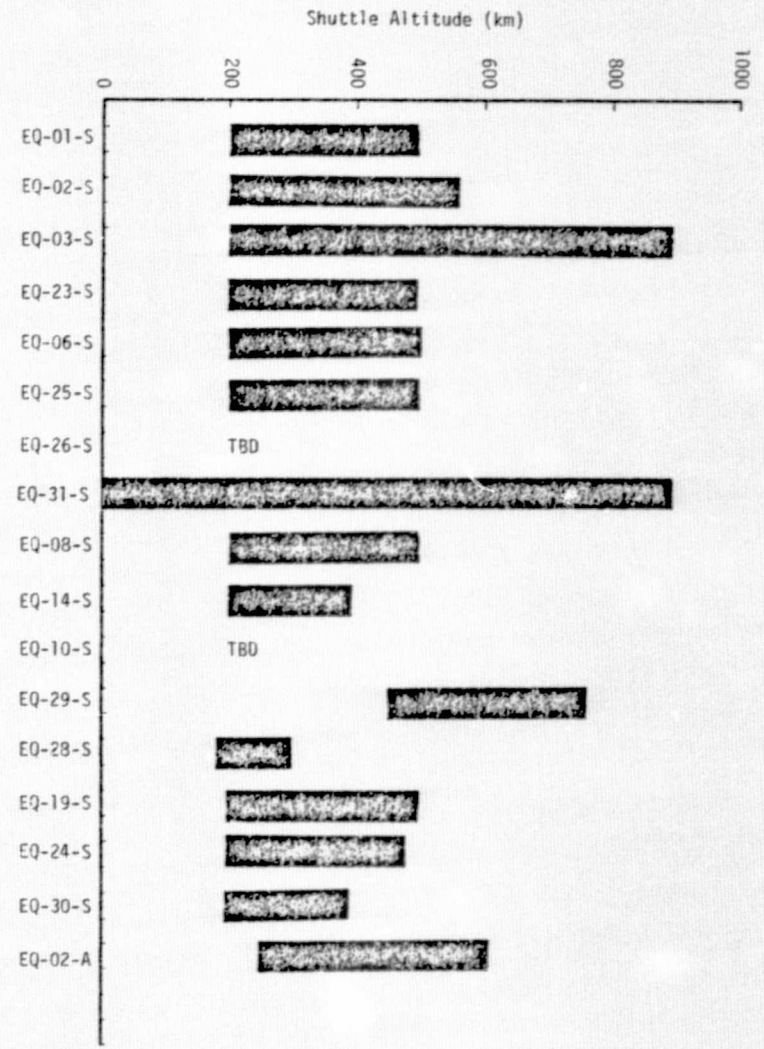 Shuttle Altitude (km)
0 200 400 600 800 1000
EQ-01-S
EQ-02-S
EQ-03-S
EQ-23-S
EQ-06-S
EQ-25-S
EQ-26-S TBD
EQ-31-S
EQ-08-S
EQ-14-S
EQ-10-S TBD
EQ-29-S
EQ-28-S
EQ-19-S
EQ-24-S
EQ-30-S
EQ-02-A